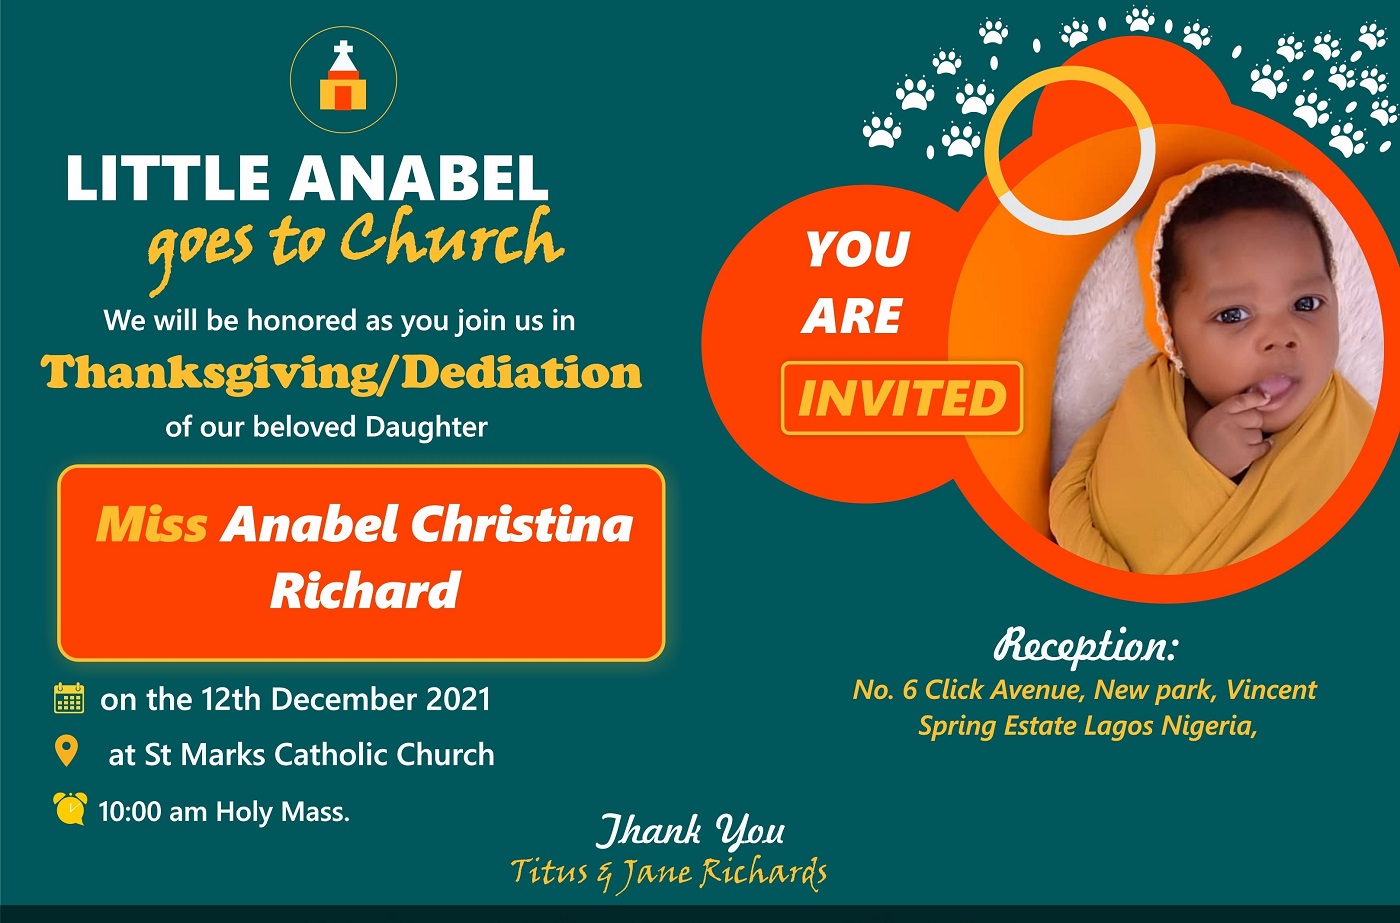 LITTLE ANABEL
goes to Church
We will be honored as you join us in
Thanksgiving/Dediation
of our beloved Daughter
Miss Anabel Christina
Richard
on the 12th December 2021
at St Marks Catholic Church
10:00 am Holy Mass.
YOU
ARE
INVITED
Reception:
No. 6 Click Avenue, New park, Vincent
Spring Estate Lagos Nigeria,
Thank You
Titus & Jane Richards